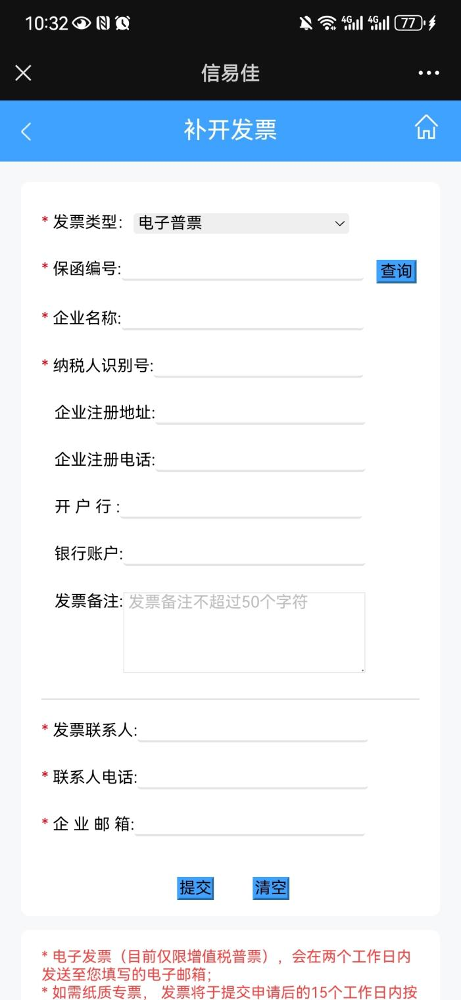 10:32 4G 4G 77
信易佳
补开发票
* 发票类型: 电子普票
* 保函编号: 查询
* 企业名称:
* 纳税人识别号:
企业注册地址:
企业注册电话:
开 户 行 :
银行账户:
发票备注: 发票备注不超过50个字符
* 发票联系人:
* 联系人电话:
* 企 业 邮 箱:
提交 清空
* 电子发票（目前仅限增值税普票），会在两个工作日内
发送至您填写的电子邮箱；
* 如需纸质专票， 发票将于提交申请后的15个工作日内按